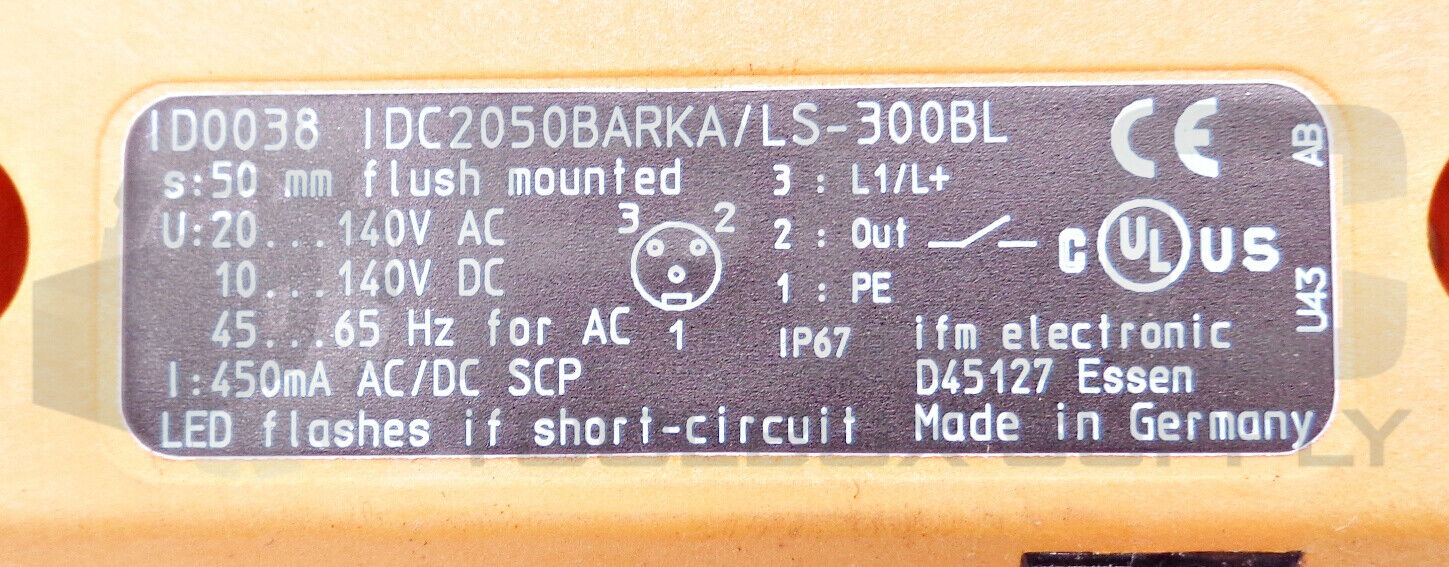 ID0038 IDC2050BARKA/LS-300BL
s:50 mm flush mounted
U:20...140V AC
10...140V DC
45...65 Hz for AC
I:450mA AC/DC SCP
LED flashes if short-circuit
3 2
1
3 : L1/L+
2 : Out
1 : PE
IP67
CE
C UL US
ifm electronic
D45127 Essen
Made in Germany
AB
U43
TOOLBOX SUPPLY